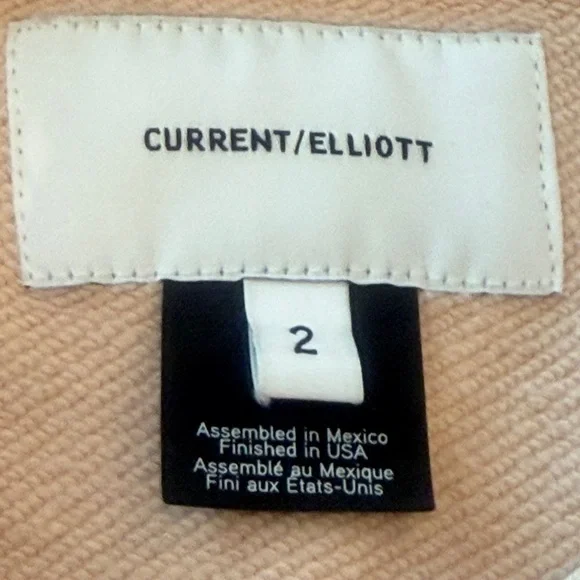 CURRENT/ELLIOTT
2
Assembled in Mexico
Finished in USA
Assemblé au Mexique
Fini aux États-Unis